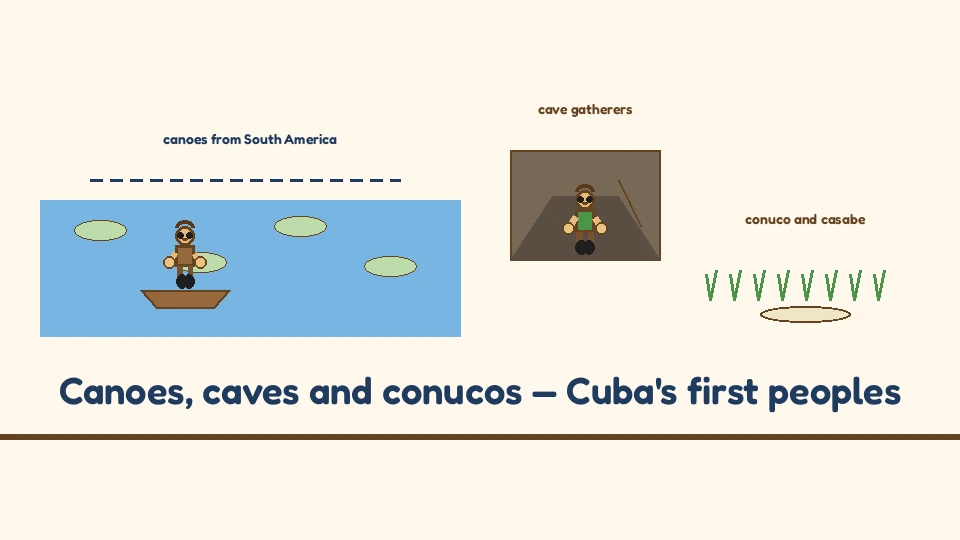 cave gatherers
canoes from South America
conuco and casabe
Canoes, caves and conucos — Cuba's first peoples